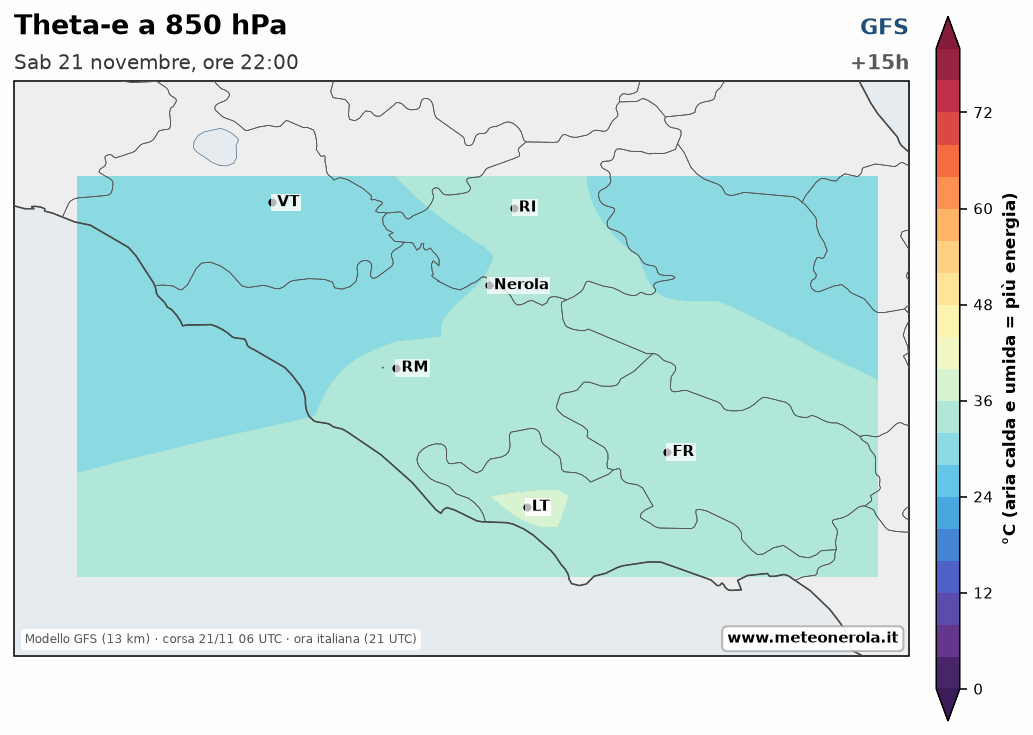 Theta-e a 850 hPa
GFS
Sab 21 novembre, ore 22:00
+15h
72
60
48
36
24
12
0
°C (aria calda e umida = più energia)
VT
RI
Nerola
RM
FR
LT
Modello GFS (13 km) · corsa 21/11 06 UTC · ora italiana (21 UTC)
www.meteonerola.it